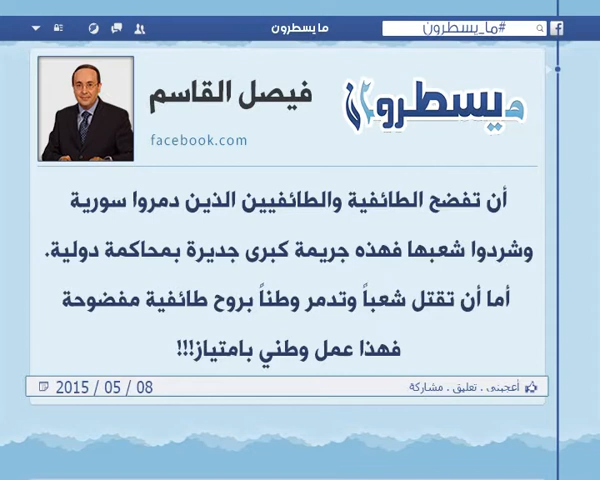 ما يسطرون
#ما_يسطرون
فيصل القاسم
ما يسطرون
facebook.com
أن تفضح الطائفية والطائفيين الذين دمروا سورية
وشردوا شعبها فهذه جريمة كبرى جديرة بمحاكمة دولية.
أما أن تقتل شعباً وتدمر وطناً بروح طائفية مفضوحة
فهذا عمل وطني بامتياز!!!
أعجبني . تعليق . مشاركة
2015 / 05 / 08